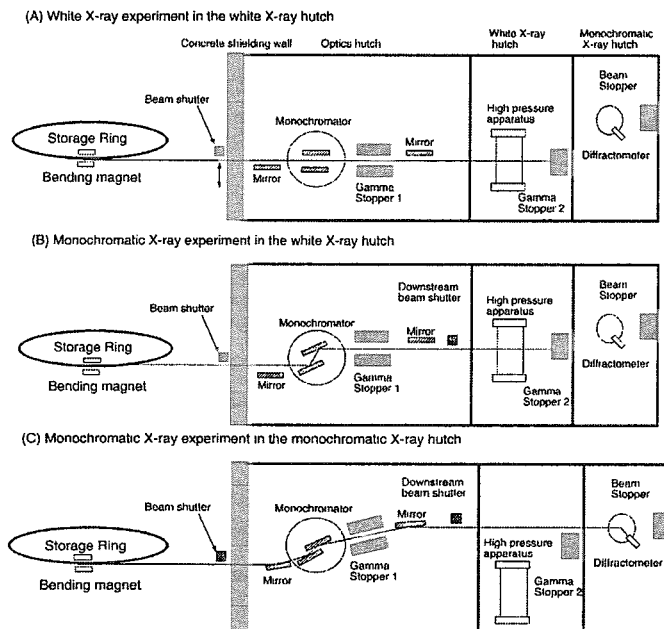 (A) White X-ray experiment in the white X-ray hutch
Concrete shielding wall
Optics hutch
White X-ray
hutch
Monochromatic
X-ray hutch
Beam shutter
Storage Ring
Bending magnet
Mirror
Monochromator
Gamma
Stopper 1
Mirror
High pressure
apparatus
Gamma
Stopper 2
Beam
Stopper
Diffractometer
(B) Monochromatic X-ray experiment in the white X-ray hutch
Beam shutter
Storage Ring
Bending magnet
Mirror
Monochromator
Gamma
Stopper 1
Downstream
beam shutter
Mirror
High pressure
apparatus
Gamma
Stopper 2
Beam
Stopper
Diffractometer
(C) Monochromatic X-ray experiment in the monochromatic X-ray hutch
Beam shutter
Storage Ring
Bending magnet
Mirror
Monochromator
Gamma
Stopper 1
Downstream
beam shutter
Mirror
High pressure
apparatus
Gamma
Stopper 2
Beam
Stopper
Diffractometer